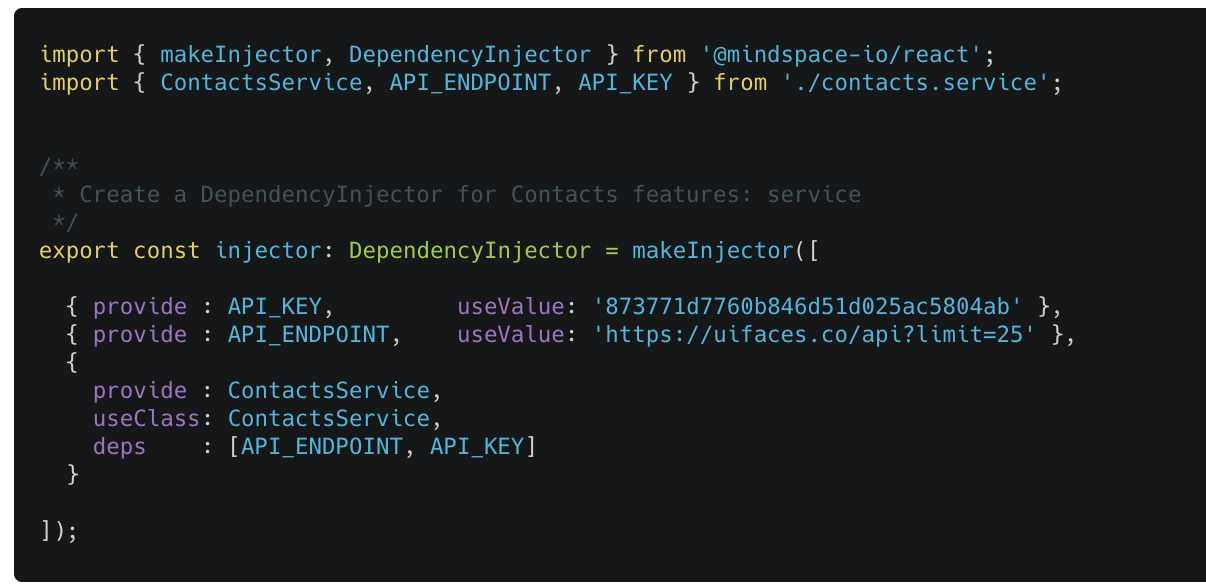 import { makeInjector, DependencyInjector } from '@mindspace-io/react';
import { ContactsService, API_ENDPOINT, API_KEY } from './contacts.service';
/**
 * Create a DependencyInjector for Contacts features: service
 */
export const injector: DependencyInjector = makeInjector([
  { provide : API_KEY,         useValue: '873771d7760b846d51d025ac5804ab' },
  { provide : API_ENDPOINT,    useValue: 'https://uifaces.co/api?limit=25' },
  {
    provide : ContactsService,
    useClass: ContactsService,
    deps    : [API_ENDPOINT, API_KEY]
  }
]);